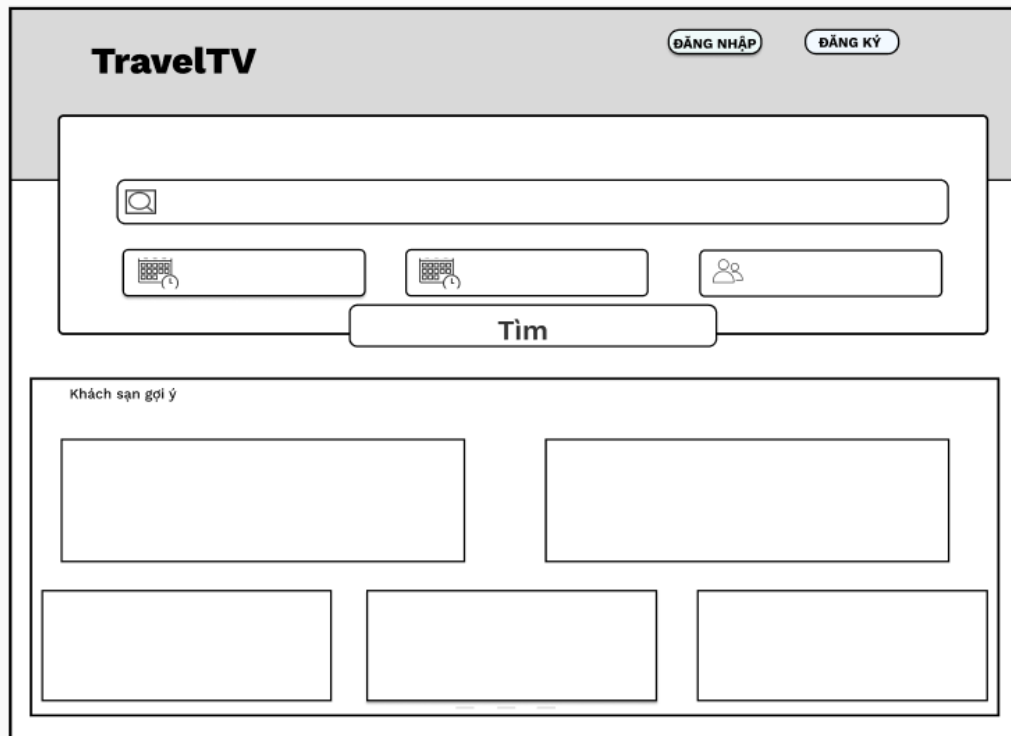 TravelTV
ĐĂNG NHẬP
ĐĂNG KÝ
Tìm
Khách sạn gợi ý